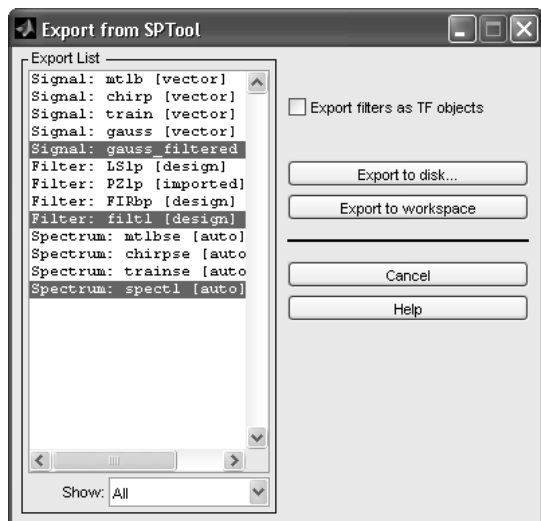 Export from SPTool
Export List
Signal: mtlb [vector]
Signal: chirp [vector]
Signal: train [vector]
Signal: gauss [vector]
Signal: gauss_filtered
Filter: LSlp [design]
Filter: PZlp [imported]
Filter: FIRbp [design]
Filter: filt1 [design]
Spectrum: mtlbse [auto]
Spectrum: chirpse [auto
Spectrum: trainse [auto
Spectrum: spect1 [auto]
Show: All
Export filters as TF objects
Export to disk...
Export to workspace
Cancel
Help